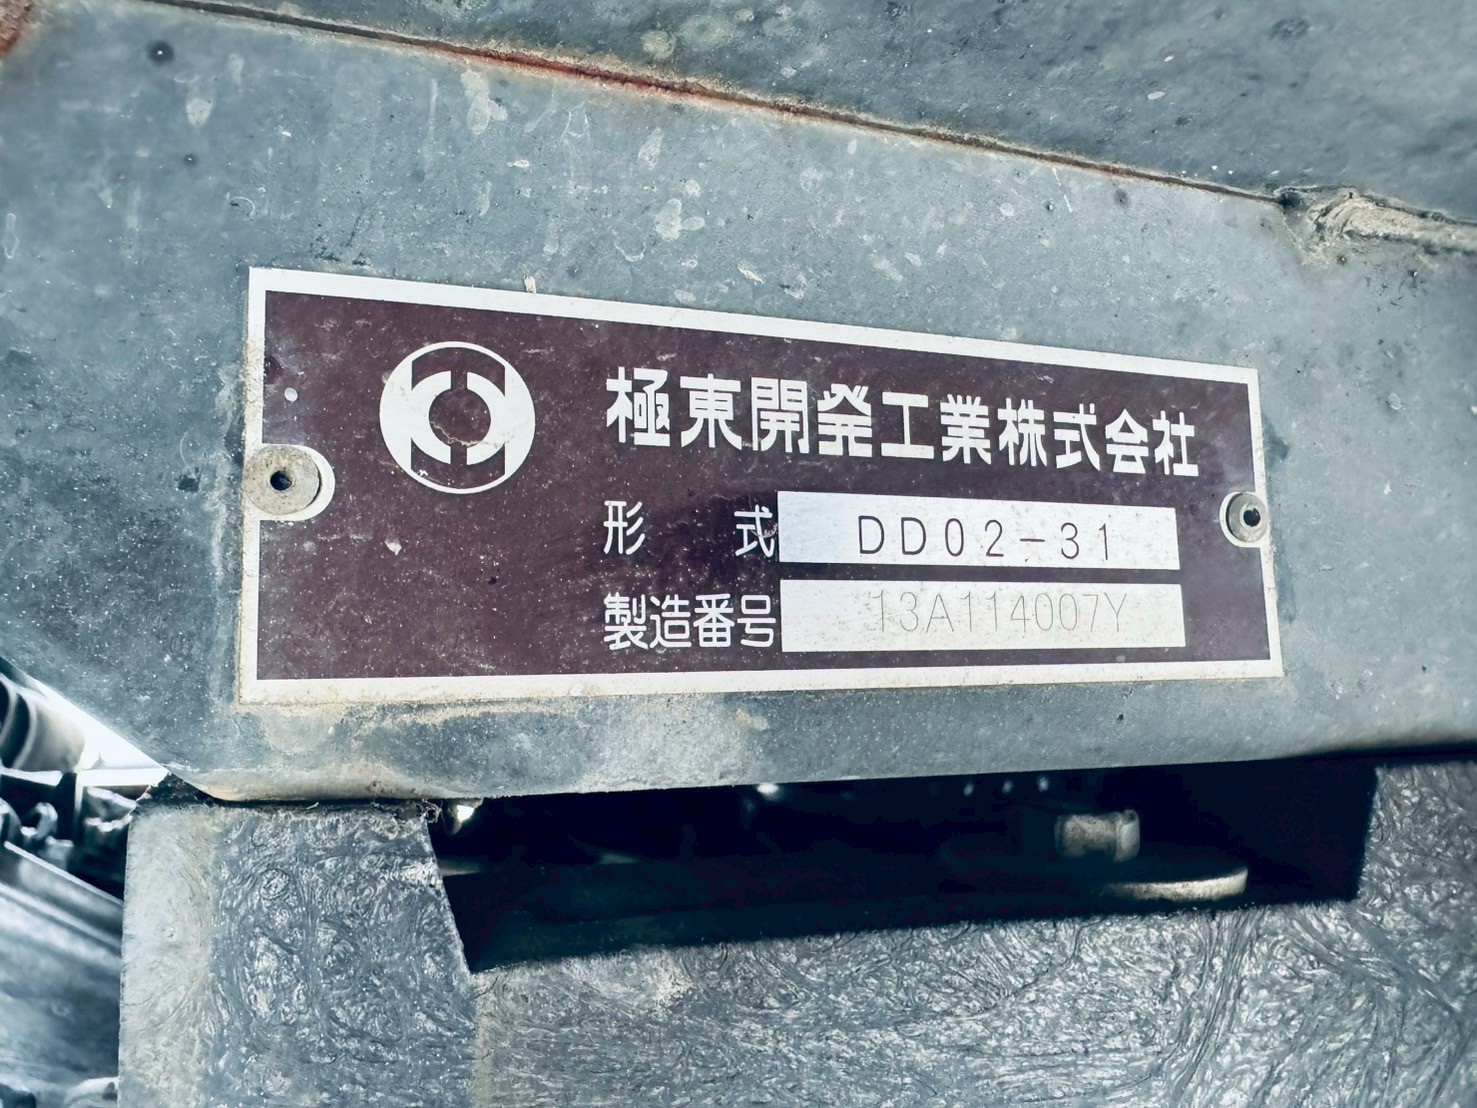 極東開発工業株式会社
形 式 DD02-31
製造番号 13A114007Y